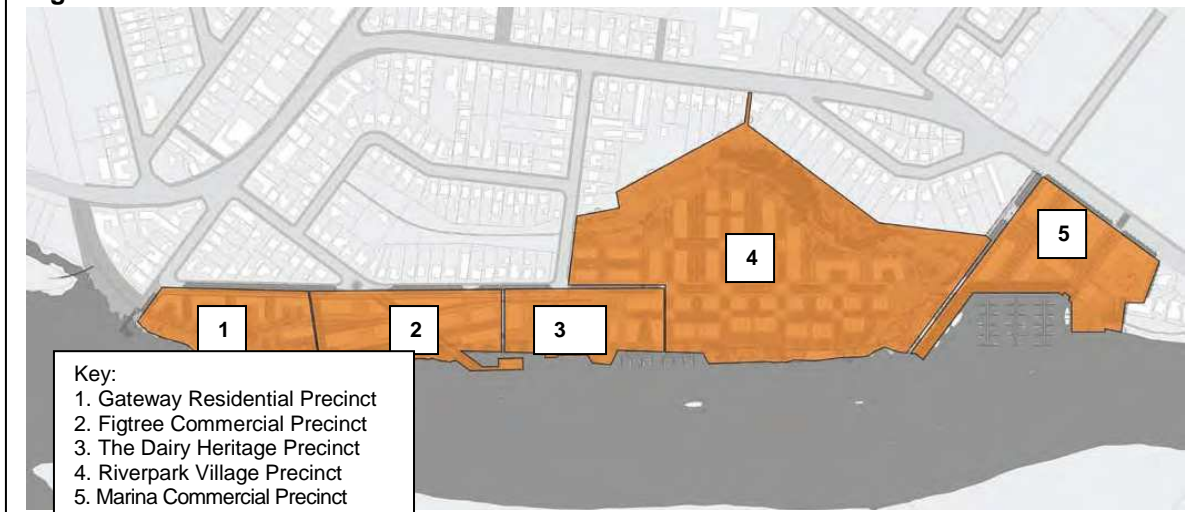 1
2
3
4
5
Key:
1. Gateway Residential Precinct
2. Figtree Commercial Precinct
3. The Dairy Heritage Precinct
4. Riverpark Village Precinct
5. Marina Commercial Precinct